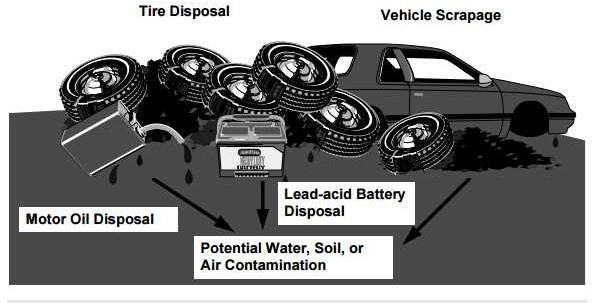 Tire Disposal
Vehicle Scrapage
Motor Oil Disposal
Lead-acid Battery
Disposal
Potential Water, Soil, or
Air Contamination